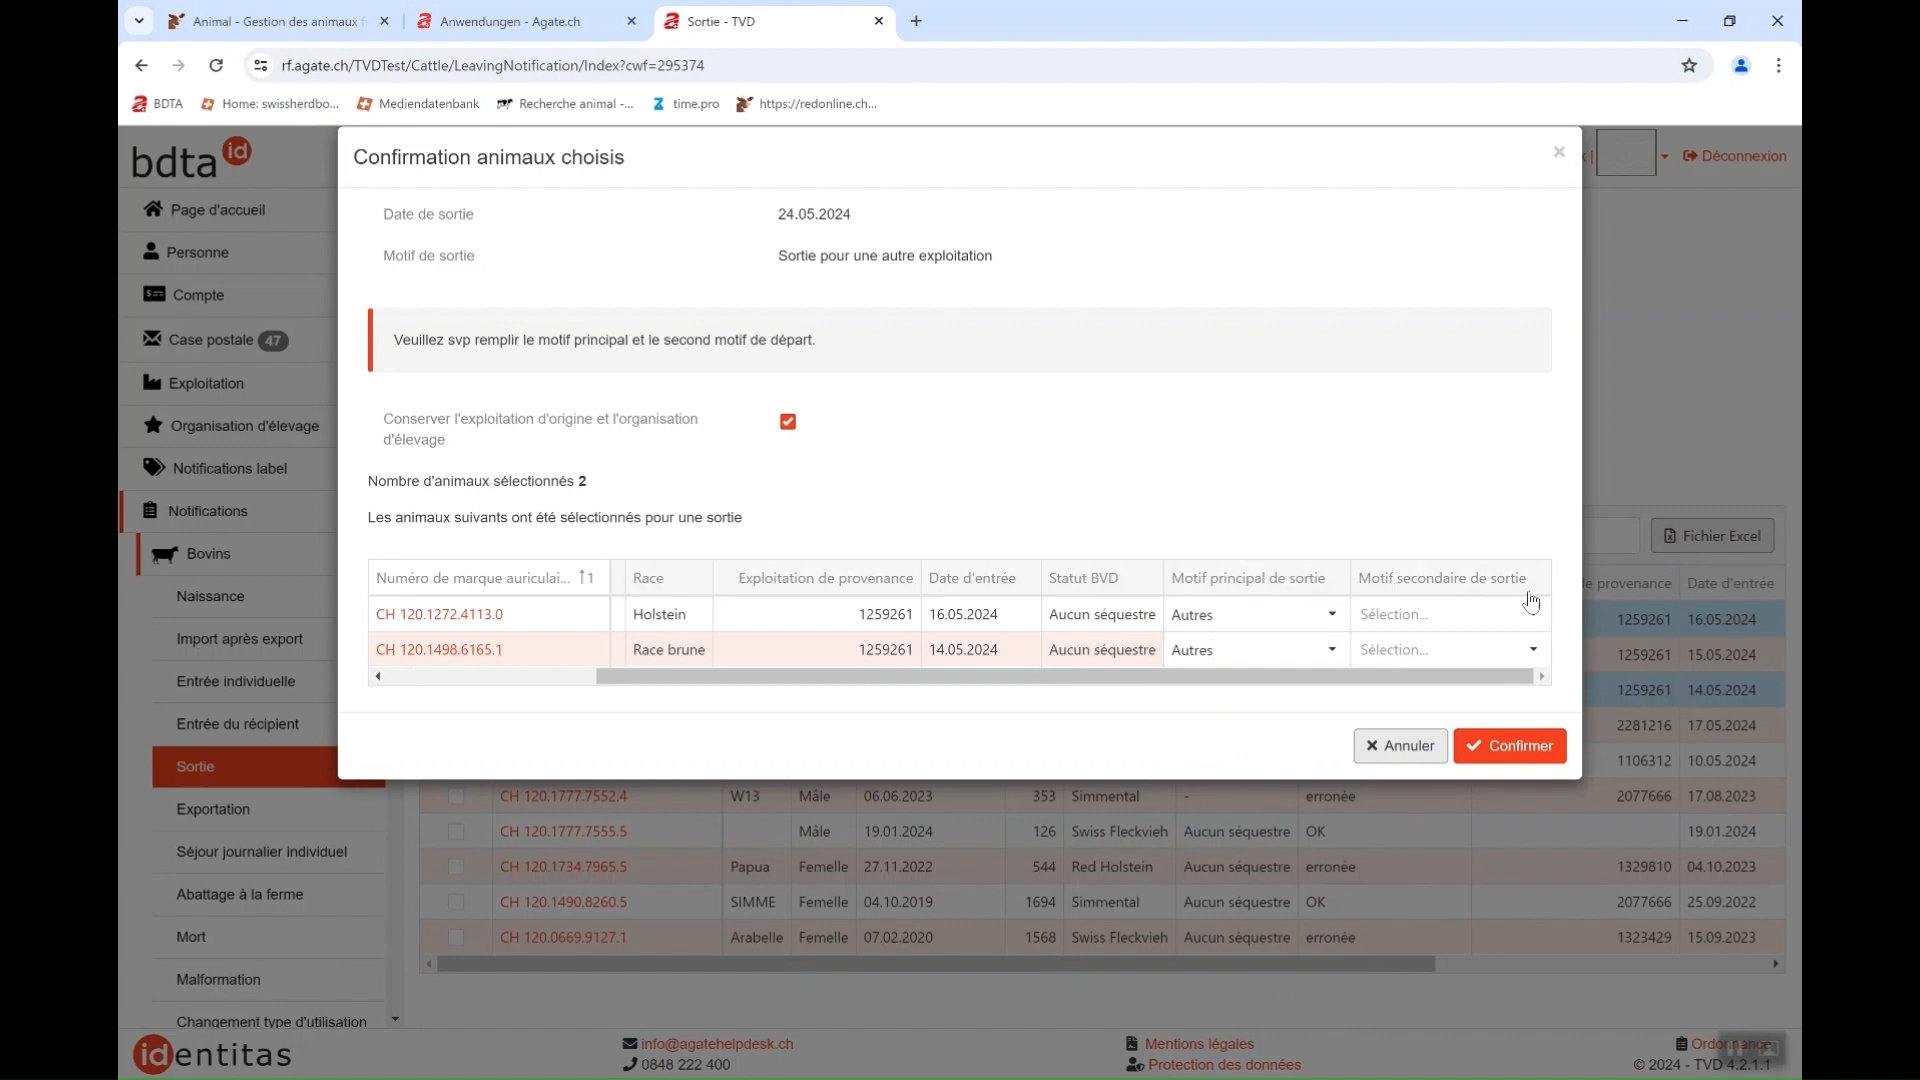 Animal - Gestion des animaux
Anwendungen - Agate.ch
Sortie - TVD
rf.agate.ch/TVDTest/Cattle/LeavingNotification/Index?cwf=295374
BDTA
Home: swissherdbo...
Mediendatenbank
Recherche animal -...
time.pro
https://redonline.ch...
bdta id
Déconnexion
Page d'accueil
Personne
Compte
Case postale 47
Exploitation
Organisation d'élevage
Notifications label
Notifications
Bovins
Naissance
Import après export
Entrée individuelle
Entrée du récipient
Sortie
Exportation
Séjour journalier individuel
Abattage à la ferme
Mort
Malformation
Changement type d'utilisation
Confirmation animaux choisis
Date de sortie 24.05.2024
Motif de sortie Sortie pour une autre exploitation
Veuillez svp remplir le motif principal et le second motif de départ.
Conserver l'exploitation d'origine et l'organisation
d'élevage
Nombre d'animaux sélectionnés 2
Les animaux suivants ont été sélectionnés pour une sortie
Numéro de marque auriculai... ↑1 Race Exploitation de provenance Date d'entrée Statut BVD Motif principal de sortie Motif secondaire de sortie
CH 120.1272.4113.0 Holstein 1259261 16.05.2024 Aucun séquestre Autres Sélection...
CH 120.1498.6165.1 Race brune 1259261 14.05.2024 Aucun séquestre Autres Sélection...
Annuler
Confirmer
Fichier Excel
de provenance Date d'entrée
1259261 16.05.2024
1259261 15.05.2024
1259261 14.05.2024
2281216 17.05.2024
1106312 10.05.2024
CH 120.1777.7552.4 W13 Mâle 06.06.2023 353 Simmental - erronée 2077666 17.08.2023
CH 120.1777.7555.5 Mâle 19.01.2024 126 Swiss Fleckvieh Aucun séquestre OK 19.01.2024
CH 120.1734.7965.5 Papua Femelle 27.11.2022 544 Red Holstein Aucun séquestre erronée 1329810 04.10.2023
CH 120.1490.8260.5 SIMME Femelle 04.10.2019 1694 Simmental Aucun séquestre OK 2077666 25.09.2022
CH 120.0669.9127.1 Arabelle Femelle 07.02.2020 1568 Swiss Fleckvieh Aucun séquestre erronée 1323429 15.09.2023
identitas
info@agatehelpdesk.ch
0848 222 400
Mentions légales
Protection des données
Ordonnance
© 2024 - TVD 4.2.1.1